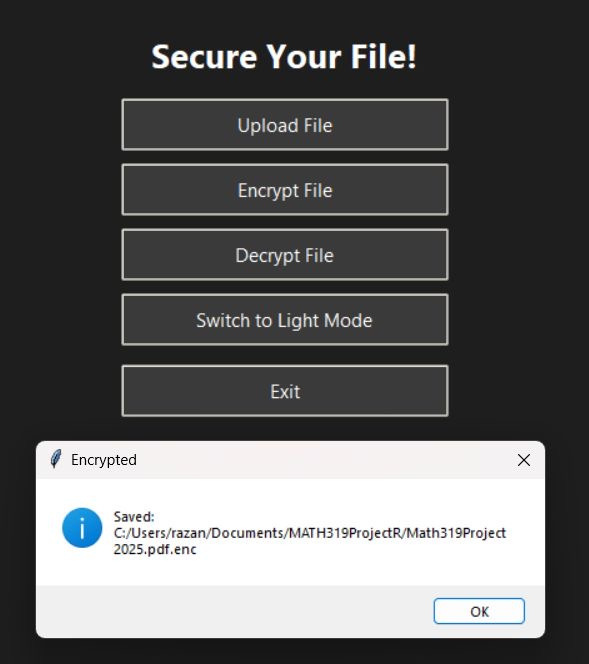 Secure Your File!
Upload File
Encrypt File
Decrypt File
Switch to Light Mode
Exit
Encrypted
Saved:
C:/Users/razan/Documents/MATH319ProjectR/Math319Project
2025.pdf.enc
OK